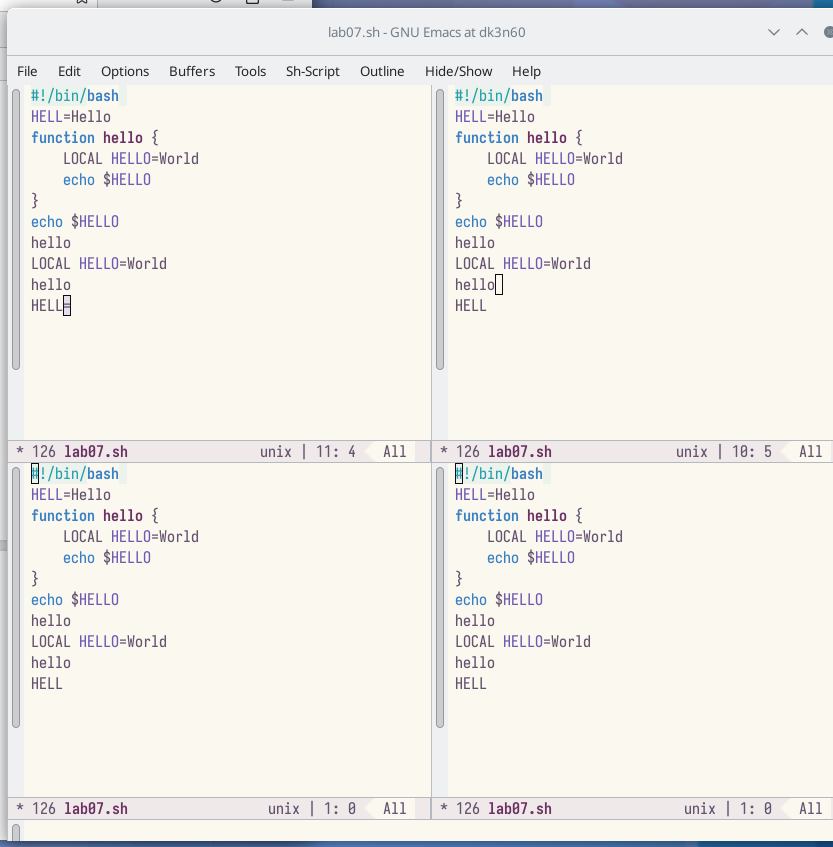 lab07.sh - GNU Emacs at dk3n60
File Edit Options Buffers Tools Sh-Script Outline Hide/Show Help
#!/bin/bash
HELL=Hello
function hello {
    LOCAL HELLO=World
    echo $HELLO
}
echo $HELLO
hello
LOCAL HELLO=World
hello
HELL
* 126 lab07.sh unix | 11: 4 All
#!/bin/bash
HELL=Hello
function hello {
    LOCAL HELLO=World
    echo $HELLO
}
echo $HELLO
hello
LOCAL HELLO=World
hello
HELL
* 126 lab07.sh unix | 10: 5 All
#!/bin/bash
HELL=Hello
function hello {
    LOCAL HELLO=World
    echo $HELLO
}
echo $HELLO
hello
LOCAL HELLO=World
hello
HELL
* 126 lab07.sh unix | 1: 0 All
#!/bin/bash
HELL=Hello
function hello {
    LOCAL HELLO=World
    echo $HELLO
}
echo $HELLO
hello
LOCAL HELLO=World
hello
HELL
* 126 lab07.sh unix | 1: 0 All